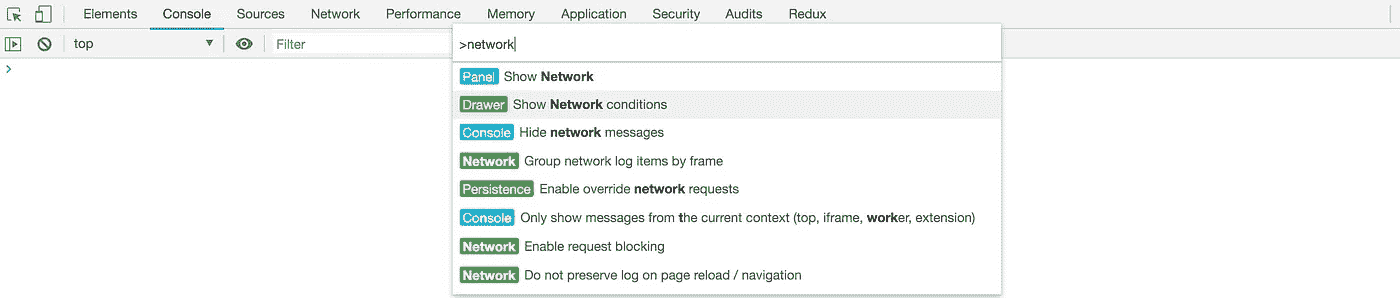 Elements Console Sources Network Performance Memory Application Security Audits Redux
top Filter
>network
Panel Show Network
Drawer Show Network conditions
Console Hide network messages
Network Group network log items by frame
Persistence Enable override network requests
Console Only show messages from the current context (top, iframe, worker, extension)
Network Enable request blocking
Network Do not preserve log on page reload / navigation